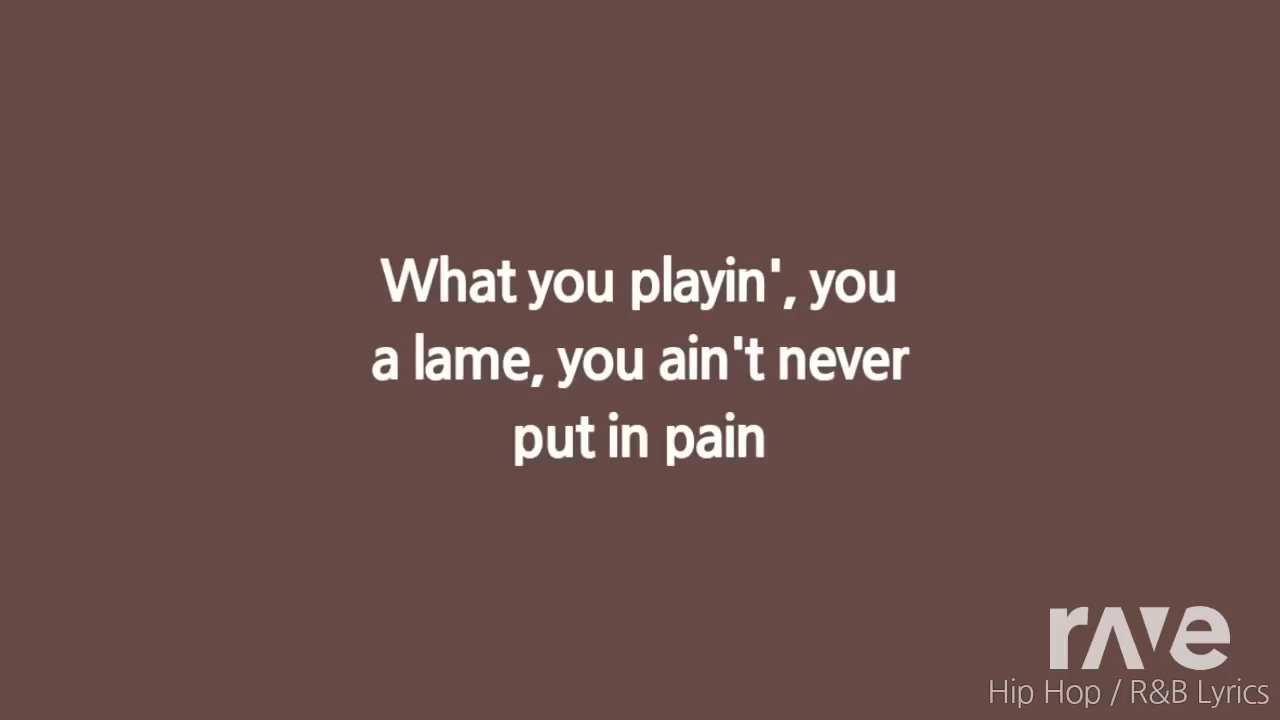 What you playin', you
a lame, you ain't never
put in pain
rave
Hip Hop / R&B Lyrics